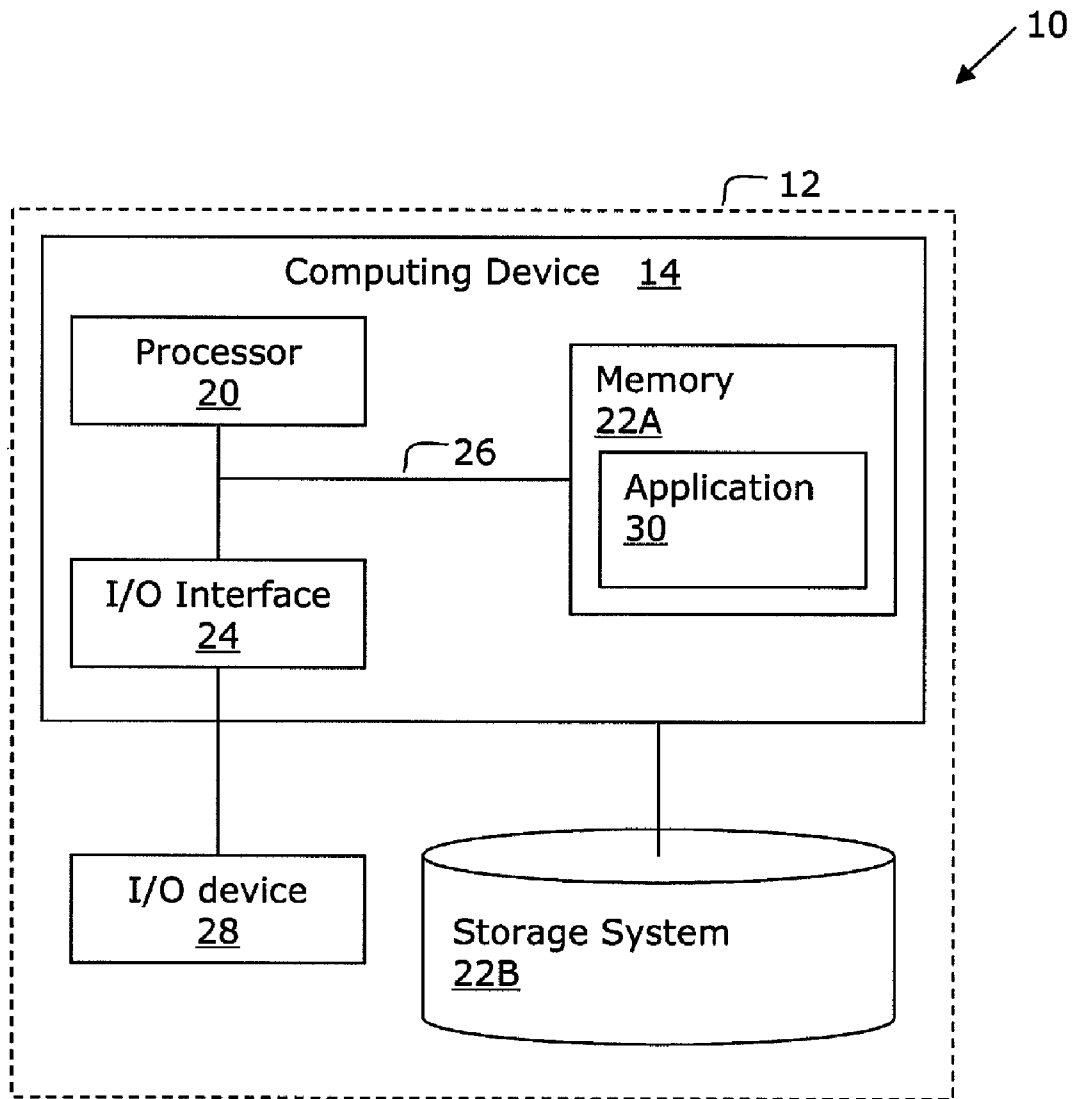 10
12
Computing Device 14
Processor
20
Memory
22A
26
Application
30
I/O Interface
24
I/O device
28
Storage System
22B